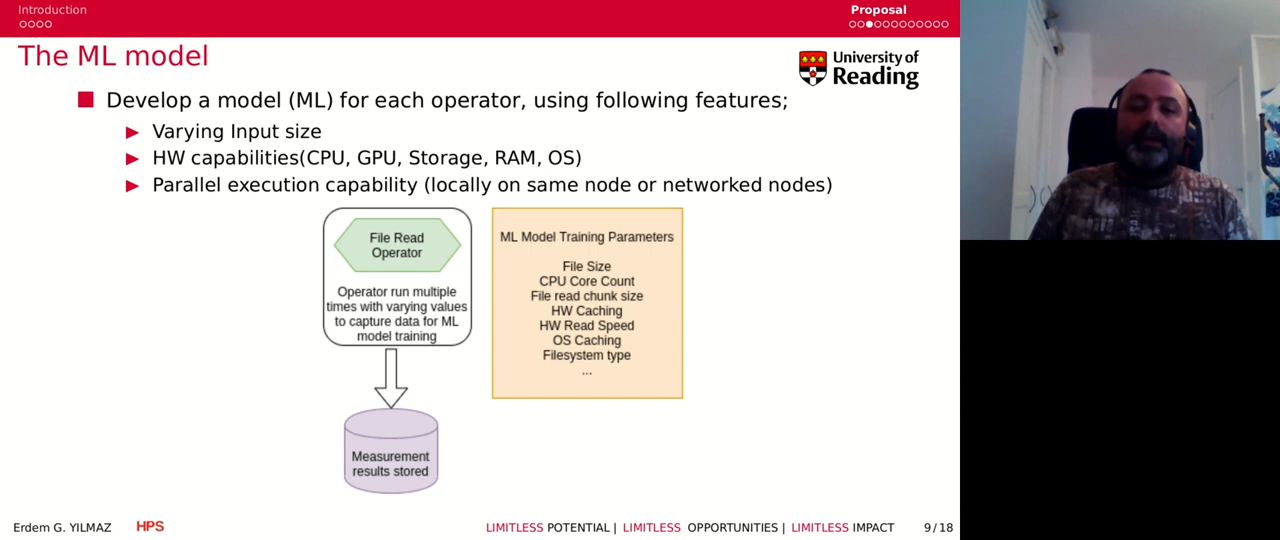 Introduction
Proposal
The ML model
University of
Reading
Develop a model (ML) for each operator, using following features;
Varying Input size
HW capabilities(CPU, GPU, Storage, RAM, OS)
Parallel execution capability (locally on same node or networked nodes)
File Read
Operator
Operator run multiple
times with varying values
to capture data for ML
model training
Measurement
results stored
ML Model Training Parameters
File Size
CPU Core Count
File read chunk size
HW Caching
HW Read Speed
OS Caching
Filesystem type
...
Erdem G. YILMAZ HPS LIMITLESS POTENTIAL | LIMITLESS OPPORTUNITIES | LIMITLESS IMPACT 9/18